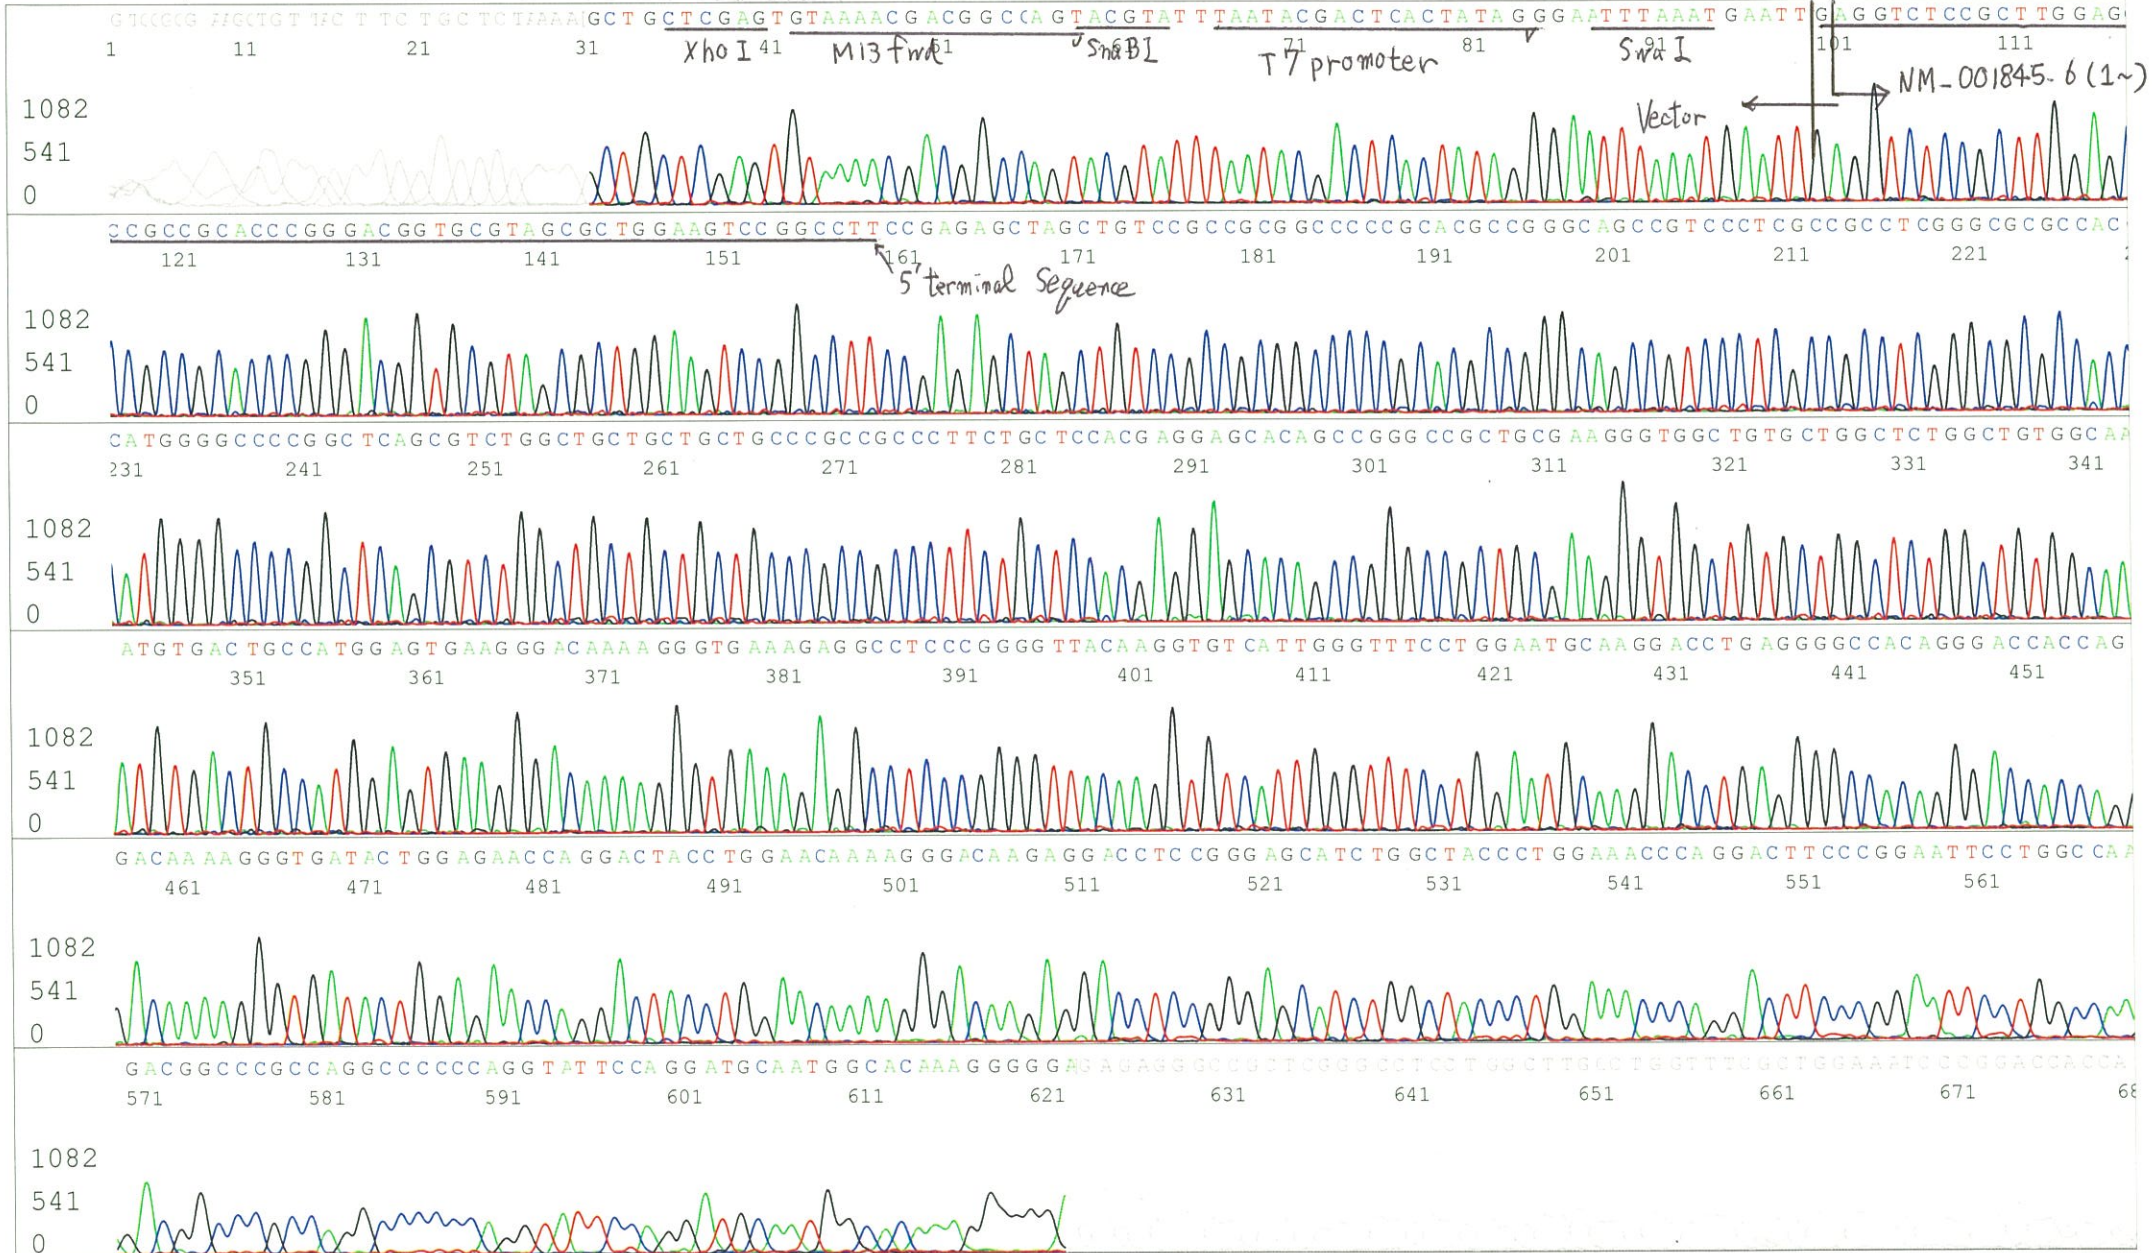 GCTGCTCGAGTGTAAAACGACGGCCAGTACGTATTTAATACGACTCACTATAGGGAATTTAAATGAATTGAGGTCTCCGCTTGGAG
1 11 21 31 41 51 61 71 81 91 101 111
XhoI M13 fwd SnaBI T7 promoter SwaI
Vector NM-001845.6 (1~)
1082
541
0
CCGCCGCACCCGGGACGGTGCGTAGCGCTGGAAGTCCGGCCTTCCGAGAGCTAGCTGTCCGCCGCGGCCCCCGCACGCCGGGCAGCCGTCCCTCGCCGCCTCGGGCGCGCCAC
121 131 141 151 161 171 181 191 201 211 221
5' terminal Sequence
1082
541
0
CATGGGGCCCCGGCTCAGCGTCTGGCTGCTGCTGCTGCCCGCCGCCCTTCTGCTCCACGAGGAGCACAGCCGGGCCGCTGCGAAGGGTGGCTGTGCTGGCTCTGGCTGTGGCAA
231 241 251 261 271 281 291 301 311 321 331 341
1082
541
0
ATGTGACTGCCATGGAGTGAAGGGACAAAAGGGTGAAAGAGGCCTCCCGGGGTTACAAGGTGTCATTGGGTTTCCTGGAATGCAAGGACCTGAGGGGCCACAGGGACCACCAG
351 361 371 381 391 401 411 421 431 441 451
1082
541
0
GACAAAAGGGTGATACTGGAGAACCAGGACTACCTGGAACAAAAGGGACAAGAGGACCTCCGGGAGCATCTGGCTACCCTGGAAACCCAGGACTTCCCGGAATTCCTGGCCAA
461 471 481 491 501 511 521 531 541 551 561
1082
541
0
GACGGCCCGCCAGGCCCCCCAGGTATTCCAGGATGCAATGGCACAAAGGGGGA
571 581 591 601 611 621 631 641 651 661 671 68
1082
541
0